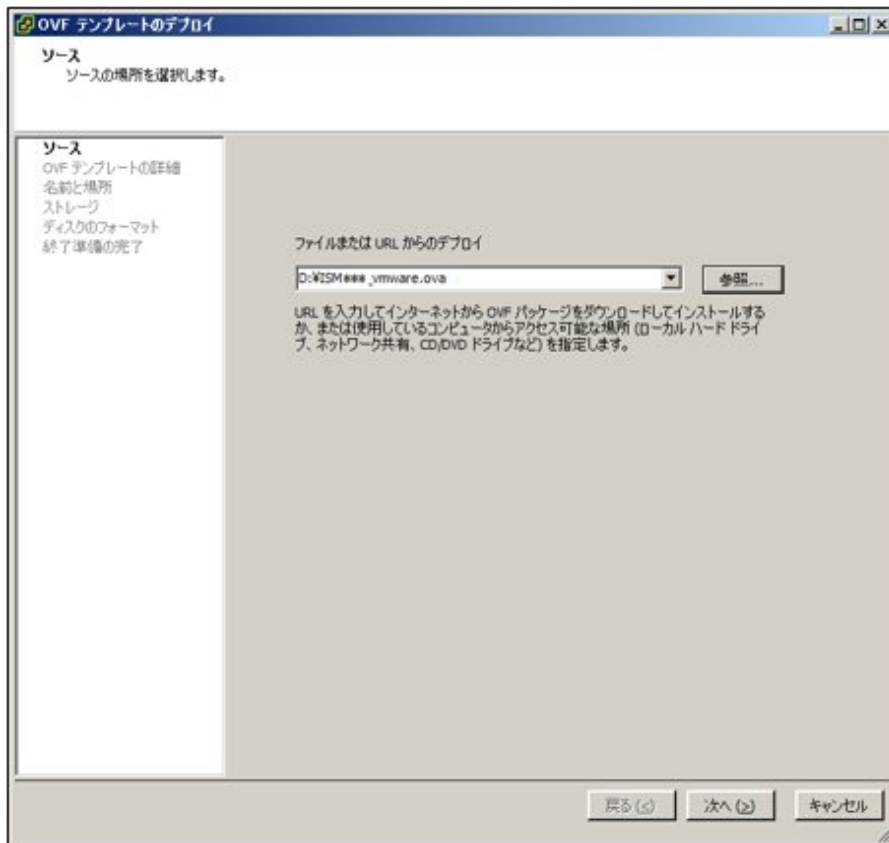 OVF テンプレートのデプロイ
ソース
ソースの場所を選択します。
ソース
OVF テンプレートの詳細
名前と場所
ストレージ
ディスクのフォーマット
終了準備の完了
ファイルまたは URL からのデプロイ
D:¥ISM***_vmware.ova
参照...
URL を入力してインターネットから OVF パッケージをダウンロードしてインストールする
か、または使用しているコンピュータからアクセス可能な場所 (ローカル ハード ドライ
ブ、ネットワーク共有、CD/DVD ドライブなど) を指定します。
戻る (≤)
次へ (≥)
キャンセル